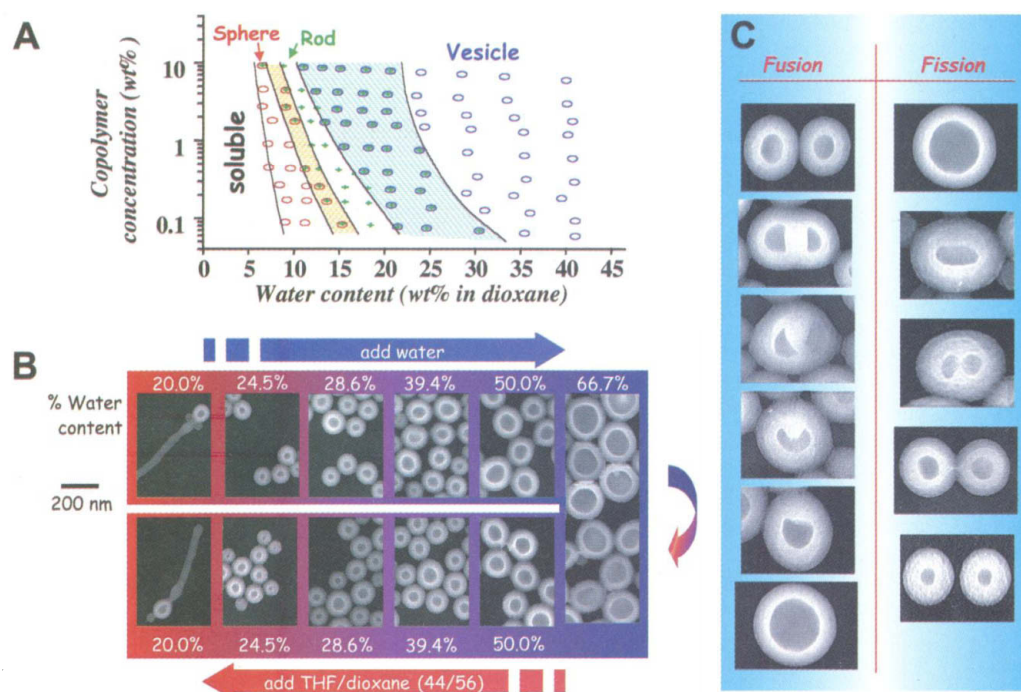 A
Sphere
Rod
Vesicle
soluble
Copolymer
concentration (wt%)
10
1
0.1
0 5 10 15 20 25 30 35 40 45
Water content (wt% in dioxane)
B
add water
% Water
content
20.0% 24.5% 28.6% 39.4% 50.0% 66.7%
200 nm
20.0% 24.5% 28.6% 39.4% 50.0%
add THF/dioxane (44/56)
C
Fusion Fission